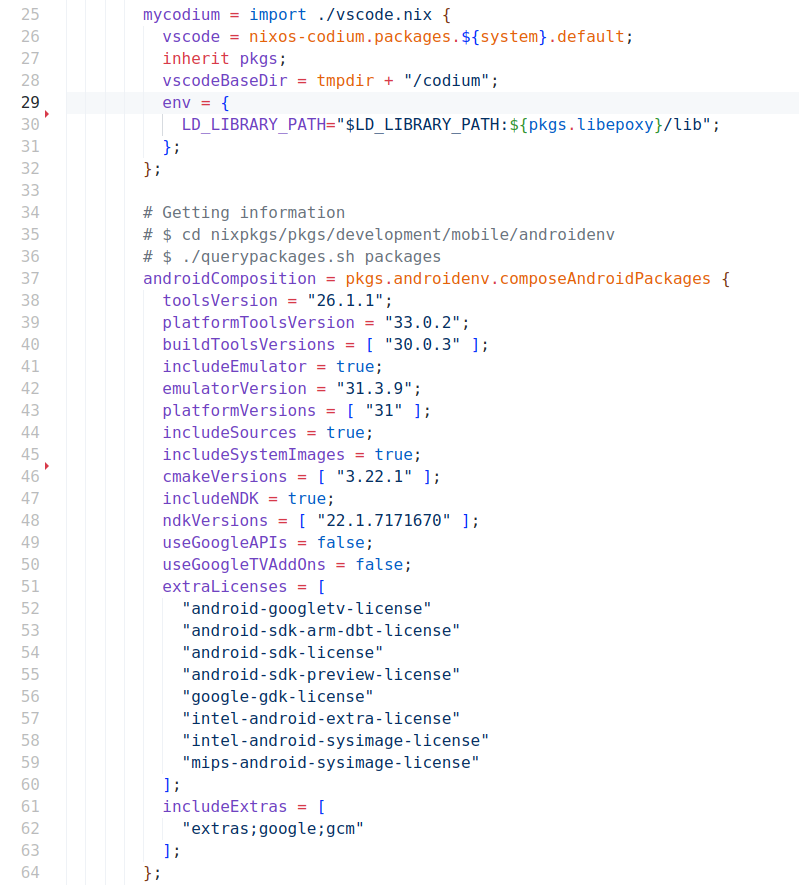 25 mycodium = import ./vscode.nix {
26 vscode = nixos-codium.packages.${system}.default;
27 inherit pkgs;
28 vscodeBaseDir = tmpdir + "/codium";
29 env = {
30 LD_LIBRARY_PATH="$LD_LIBRARY_PATH:${pkgs.libepoxy}/lib";
31 };
32 };
33
34 # Getting information
35 # $ cd nixpkgs/pkgs/development/mobile/androidenv
36 # $ ./querypackages.sh packages
37 androidComposition = pkgs.androidenv.composeAndroidPackages {
38 toolsVersion = "26.1.1";
39 platformToolsVersion = "33.0.2";
40 buildToolsVersions = [ "30.0.3" ];
41 includeEmulator = true;
42 emulatorVersion = "31.3.9";
43 platformVersions = [ "31" ];
44 includeSources = true;
45 includeSystemImages = true;
46 cmakeVersions = [ "3.22.1" ];
47 includeNDK = true;
48 ndkVersions = [ "22.1.7171670" ];
49 useGoogleAPIs = false;
50 useGoogleTVAddOns = false;
51 extraLicenses = [
52 "android-googletv-license"
53 "android-sdk-arm-dbt-license"
54 "android-sdk-license"
55 "android-sdk-preview-license"
56 "google-gdk-license"
57 "intel-android-extra-license"
58 "intel-android-sysimage-license"
59 "mips-android-sysimage-license"
60 ];
61 includeExtras = [
62 "extras;google;gcm"
63 ];
64 };